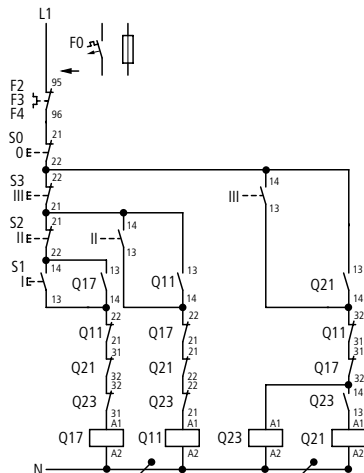 L1
F0
F2 95
F3
F4 96
S0 21
0 22
S3 22 14
III 21 III 13
S2 21 14
II 22 II 13
S1 14 13 13 13
I 13 Q17 14 Q11 14 Q21 14
22 22 32
Q11 21 Q17 21 Q11 31
31 21 31
Q21 32 Q21 22 Q17 32
32 22 14
Q23 31 Q23 21 Q23 13
A1 A1 A1 A1
Q17 Q11 Q23 Q21
A2 A2 A2 A2
N